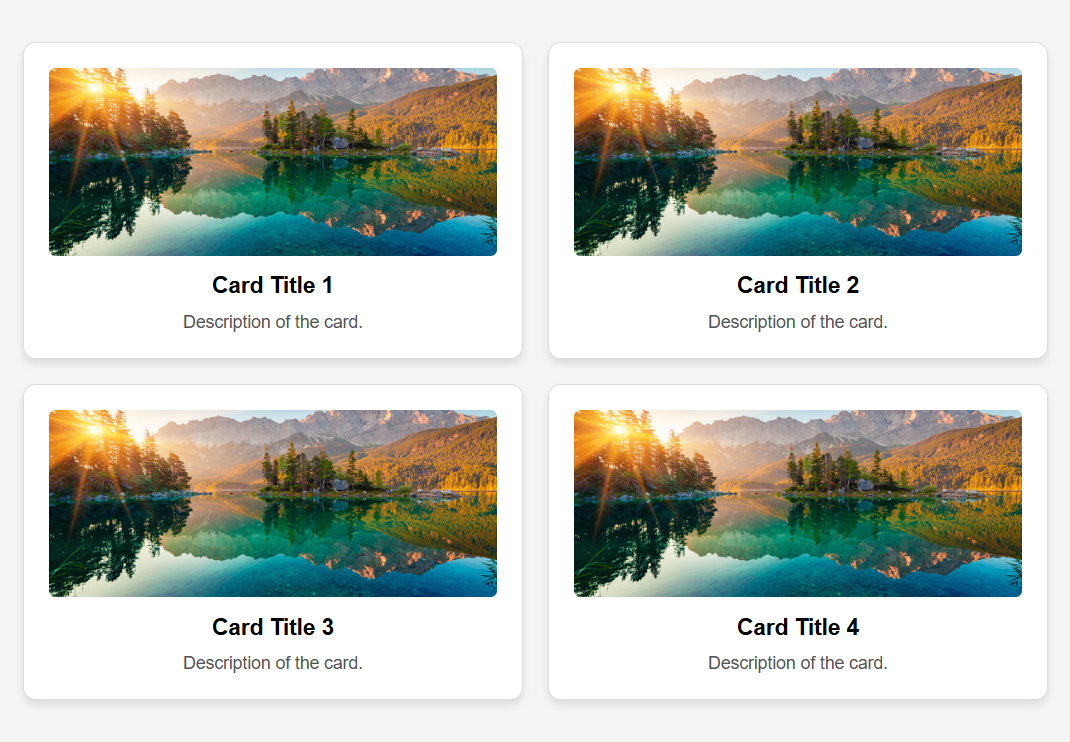 Card Title 1
Description of the card.
Card Title 2
Description of the card.
Card Title 3
Description of the card.
Card Title 4
Description of the card.